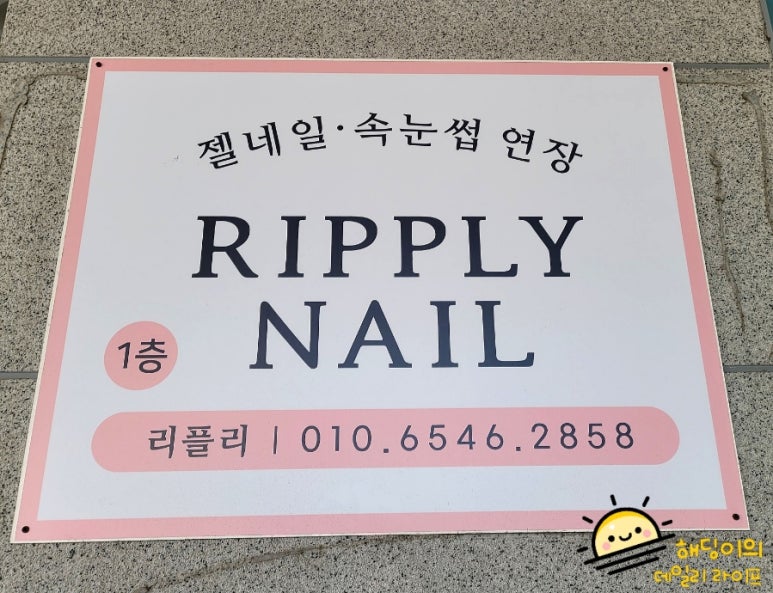 젤네일·속눈썹 연장
RIPPLY
NAIL
1층
리플리 | 010.6546.2858
해딩이의
데일리 라이프